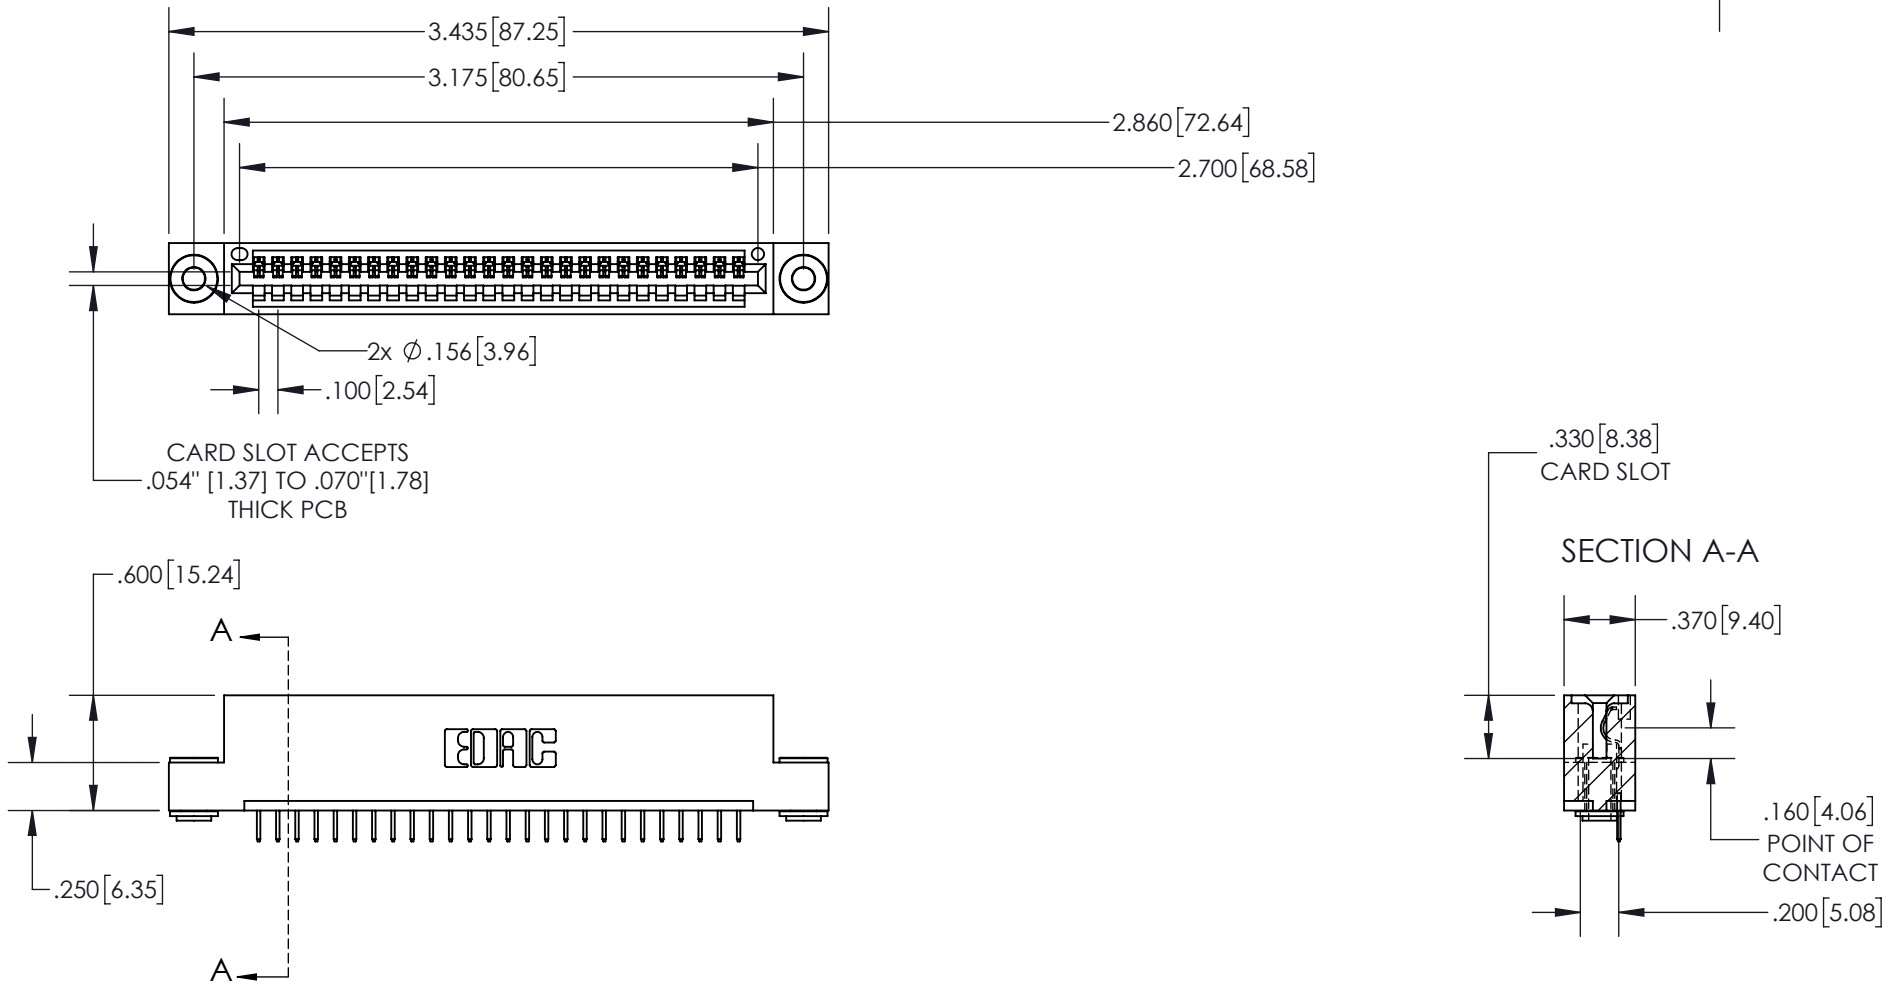 3.435[87.25]
3.175[80.65]
2.860[72.64]
2.700[68.58]
2x Ø.156[3.96]
.100[2.54]
CARD SLOT ACCEPTS
.054" [1.37] TO .070"[1.78]
THICK PCB
.330[8.38]
CARD SLOT
SECTION A-A
.600[15.24]
.370[9.40]
A
EDAC
.160[4.06]
POINT OF
CONTACT
.250[6.35]
.200[5.08]
A